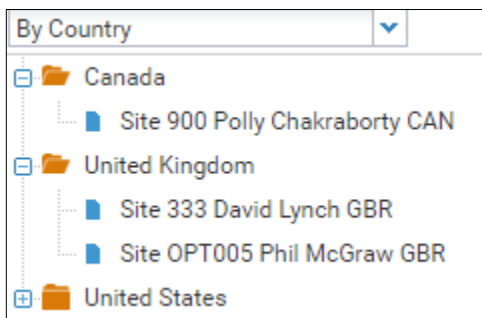 By Country
Canada
Site 900 Polly Chakraborty CAN
United Kingdom
Site 333 David Lynch GBR
Site OPT005 Phil McGraw GBR
United States